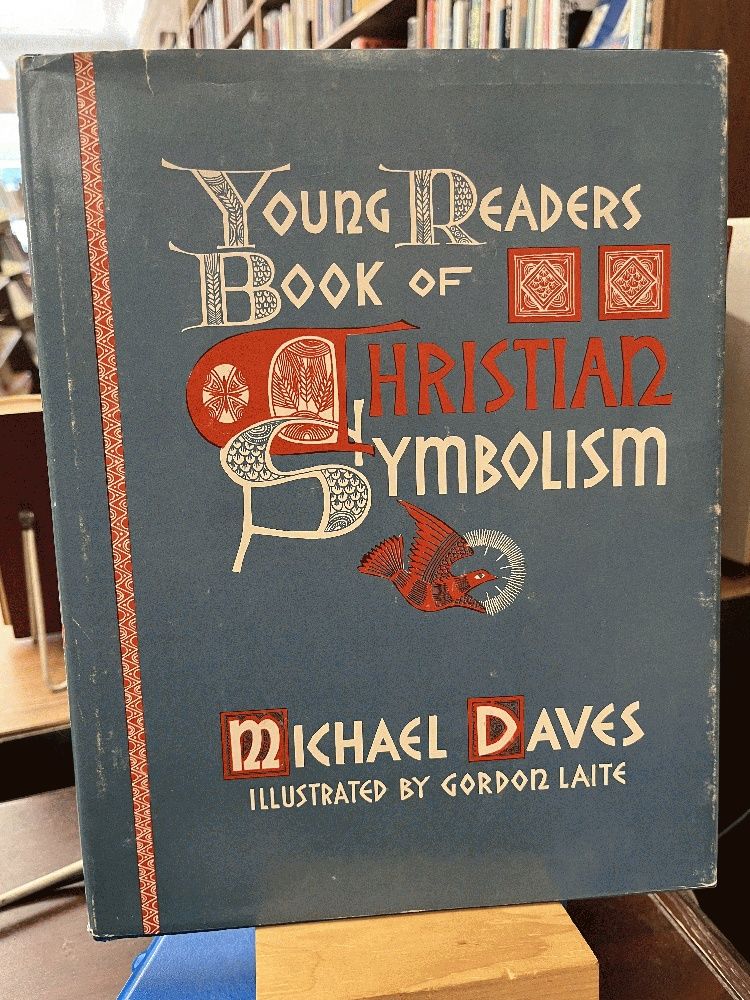 Young Readers
Book of
Christian
Symbolism
Michael Daves
Illustrated by Gordon Laite